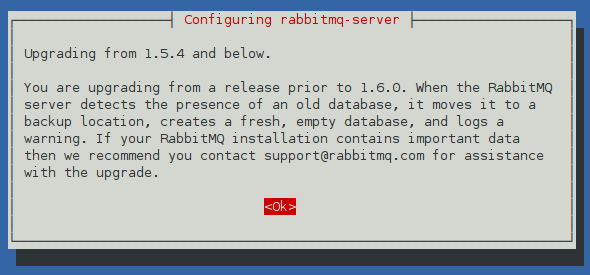 Configuring rabbitmq-server
Upgrading from 1.5.4 and below.
You are upgrading from a release prior to 1.6.0. When the RabbitMQ
server detects the presence of an old database, it moves it to a
backup location, creates a fresh, empty database, and logs a
warning. If your RabbitMQ installation contains important data
then we recommend you contact support@rabbitmq.com for assistance
with the upgrade.
<Ok>